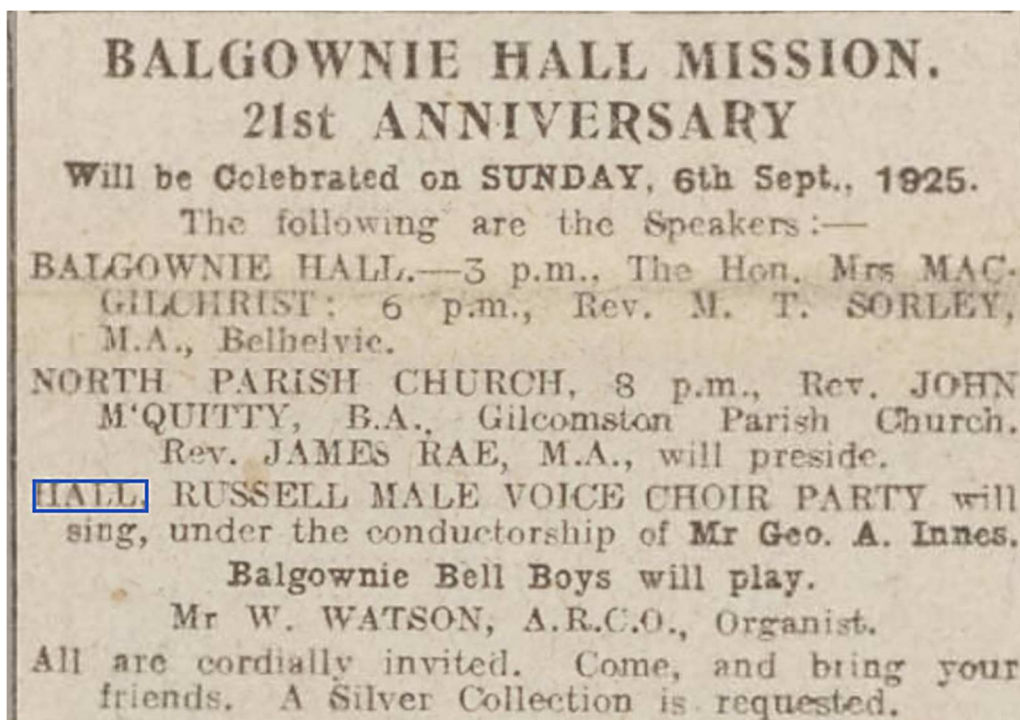 BALGOWNIE HALL MISSION.
21st ANNIVERSARY
Will be Celebrated on SUNDAY, 6th Sept., 1925.
The following are the Speakers:—
BALGOWNIE HALL.—3 p.m., The Hon. Mrs MAC-
GILCHRIST; 6 p.m., Rev. M. T. SORLEY,
M.A., Belhelvie.
NORTH PARISH CHURCH, 8 p.m., Rev. JOHN
M'QUITTY, B.A., Gilcomston Parish Church.
Rev. JAMES RAE, M.A., will preside.
HALL, RUSSELL MALE VOICE CHOIR PARTY will
sing, under the conductorship of Mr Geo. A. Innes.
Balgownie Bell Boys will play.
Mr W. WATSON, A.R.C.O., Organist.
All are cordially invited. Come, and bring your
friends. A Silver Collection is requested.